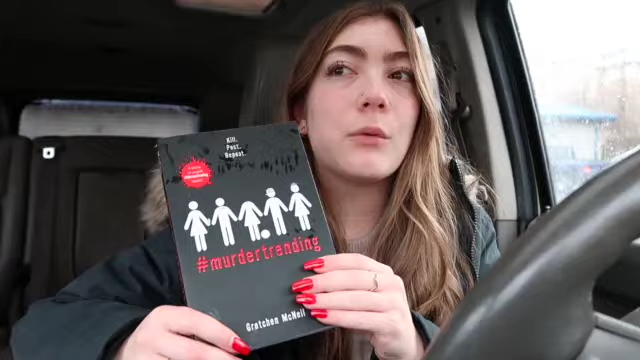 Kill.
Post.
Repeat.
#murdertrending
Gretchen McNeil